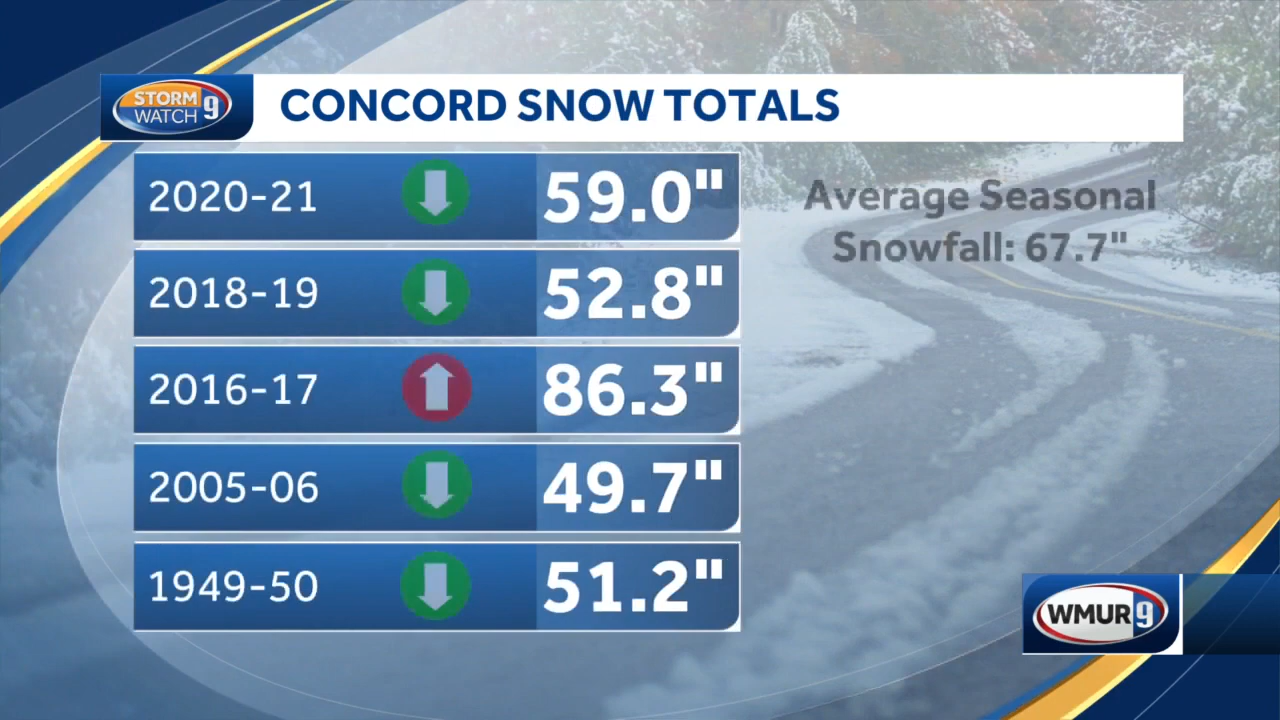 STORM
WATCH 9
CONCORD SNOW TOTALS
2020-21 59.0"
2018-19 52.8"
2016-17 86.3"
2005-06 49.7"
1949-50 51.2"
Average Seasonal
Snowfall: 67.7"
WMUR 9